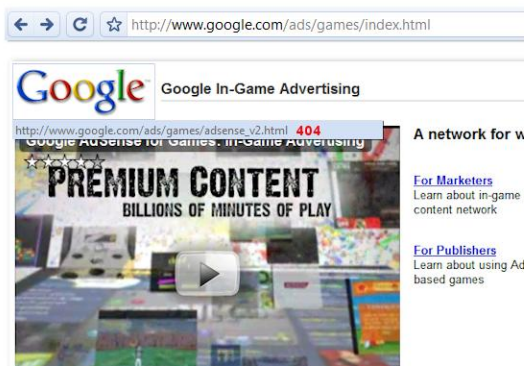 http://www.google.com/ads/games/index.html
Google™
Google In-Game Advertising
http://www.google.com/ads/games/adsense_v2.html 404
Google AdSense for Games: In-Game Advertising
PREMIUM CONTENT
BILLIONS OF MINUTES OF PLAY
A network for w
For Marketers
Learn about in-game
content network
For Publishers
Learn about using Ad
based games